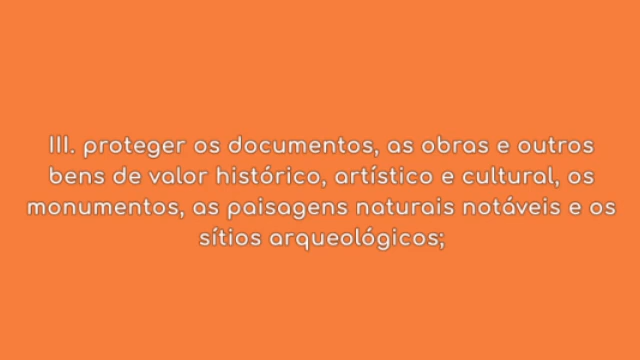 III. proteger os documentos, as obras e outros
bens de valor histórico, artístico e cultural, os
monumentos, as paisagens naturais notáveis e os
sítios arqueológicos;